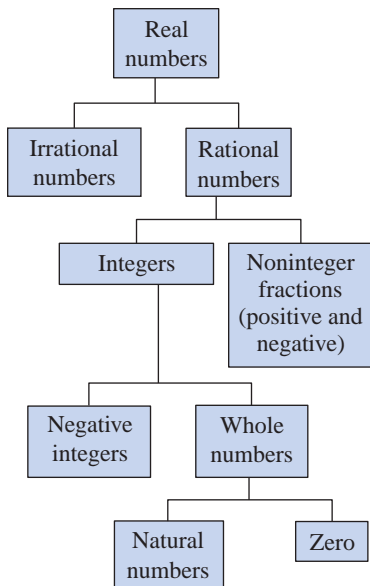 Real
numbers
Irrational
numbers
Rational
numbers
Integers
Noninteger
fractions
(positive and
negative)
Negative
integers
Whole
numbers
Natural
numbers
Zero